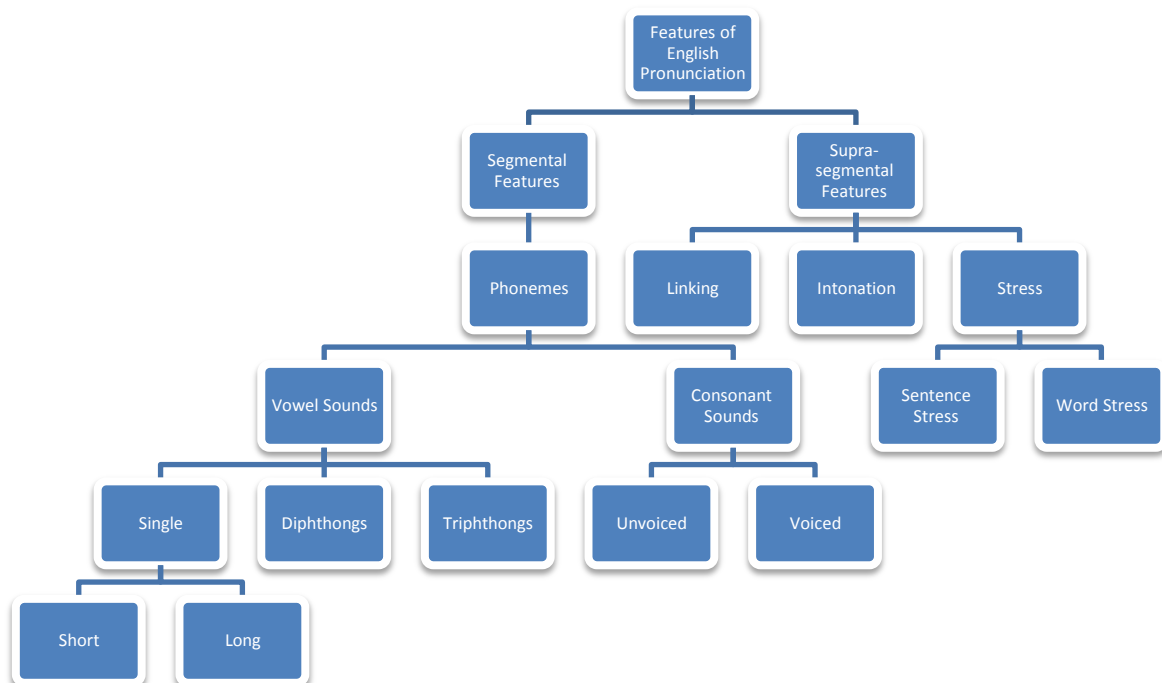 Features of
English
Pronunciation
Segmental
Features
Supra-
segmental
Features
Phonemes
Linking
Intonation
Stress
Vowel Sounds
Consonant
Sounds
Sentence
Stress
Word Stress
Single
Diphthongs
Triphthongs
Unvoiced
Voiced
Short
Long